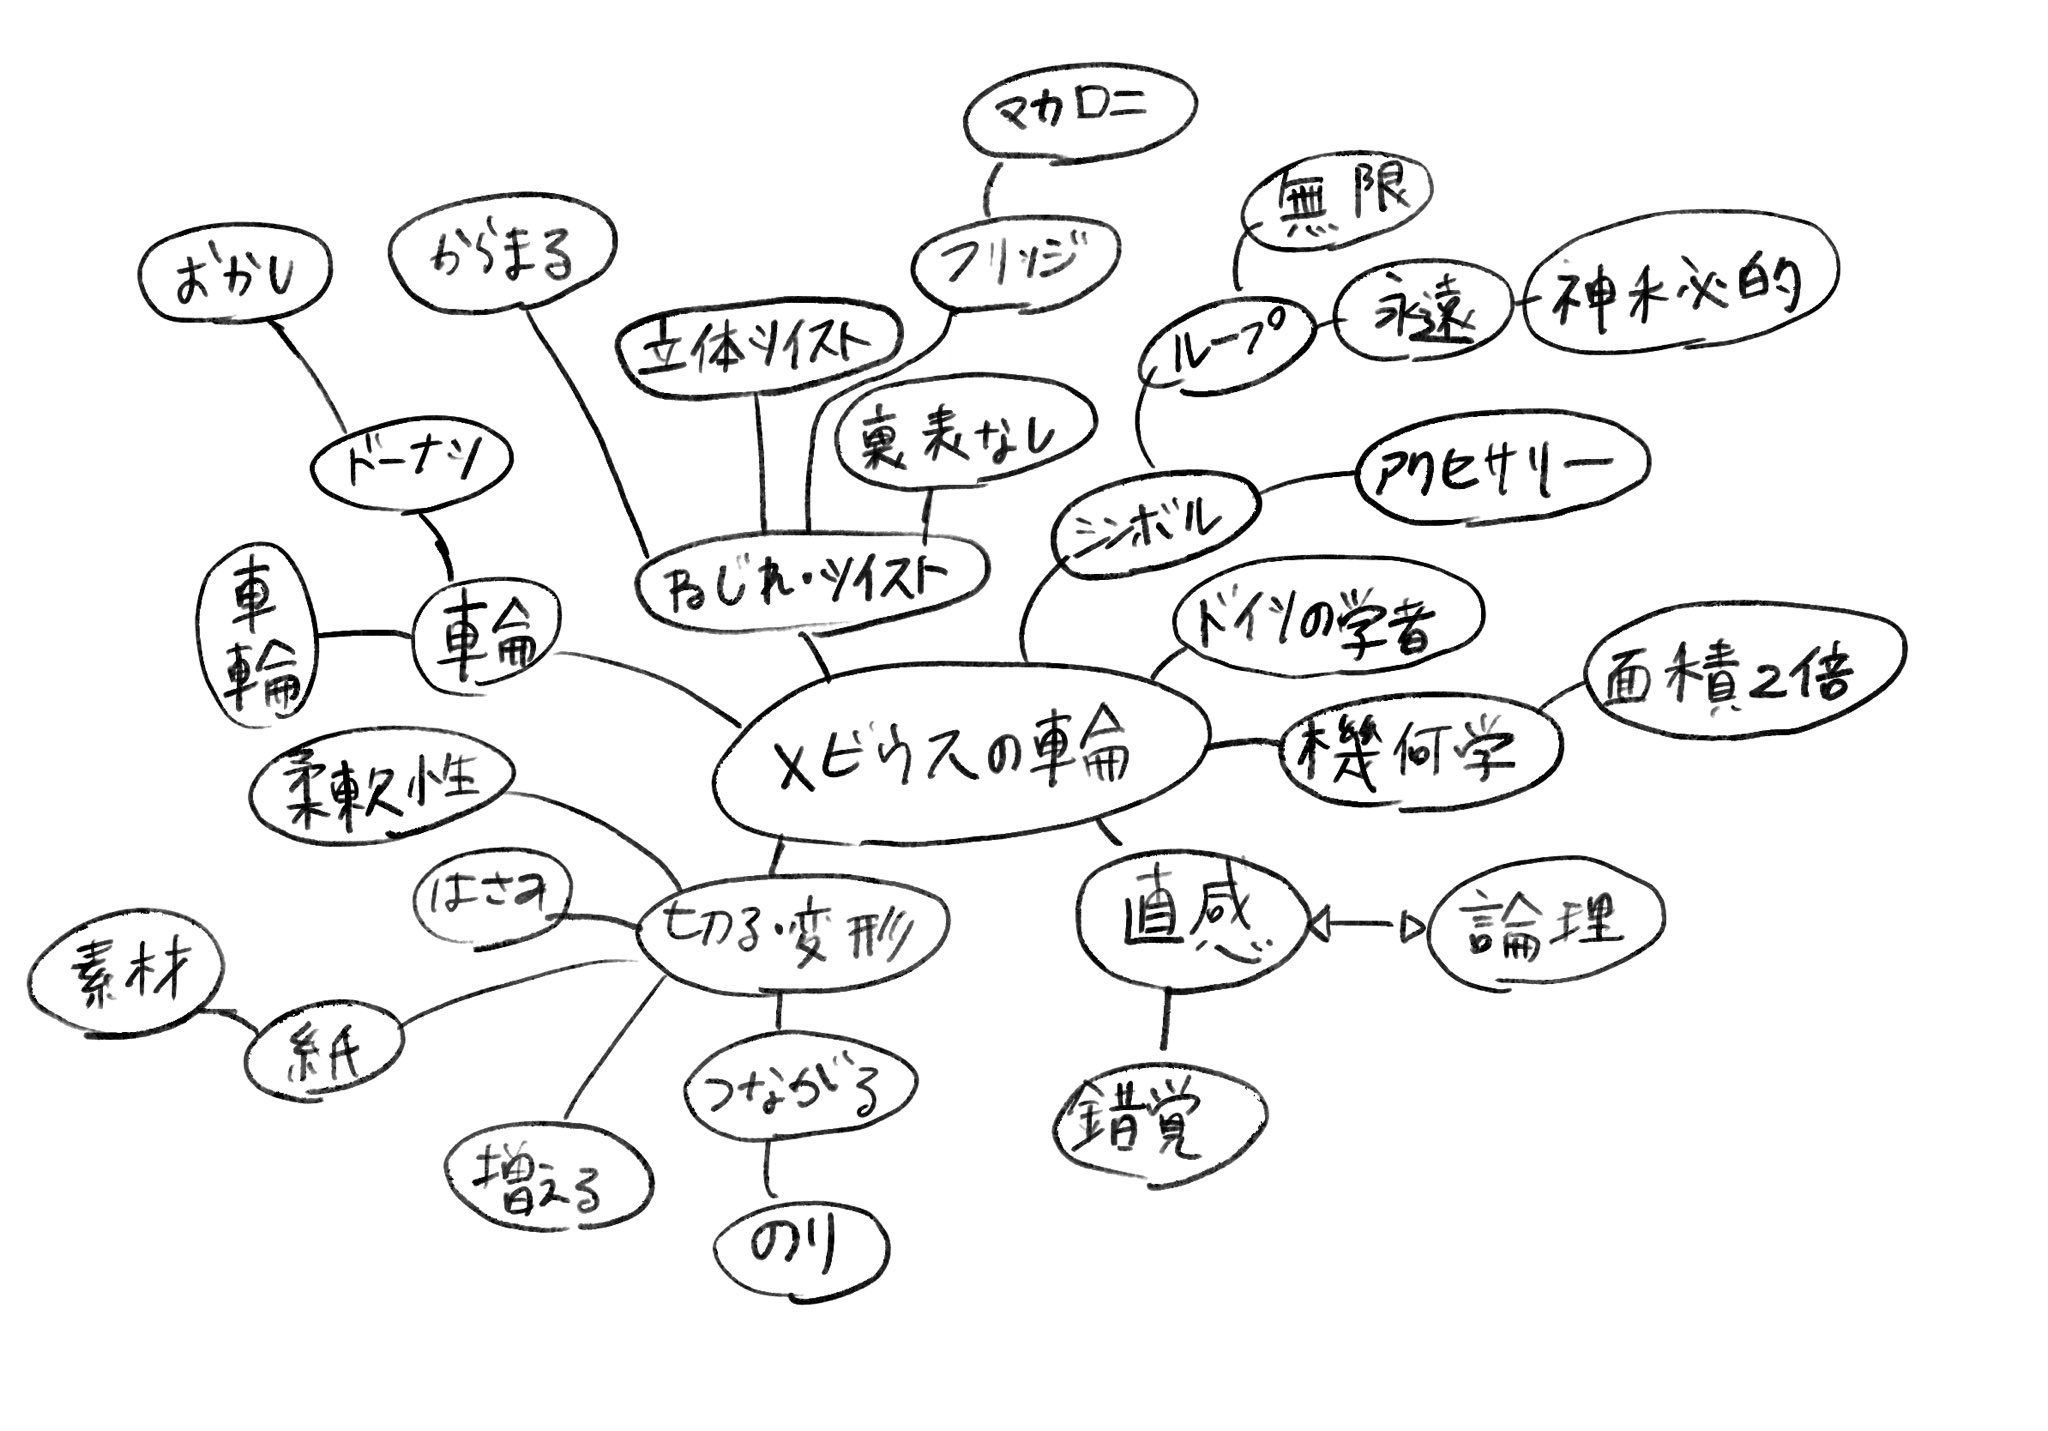 マカロニ
無限
おかし
からまる
フリッジ
永遠
神秘的
立体ツイスト
ループ
裏表なし
ドーナツ
アクセサリー
シンボル
ねじれ・ツイスト
ドイツの学者
車
輪
車輪
面積2倍
メビウスの車輪
機何学
柔軟性
はさみ
切る・変形
直感
論理
素材
紙
つながる
錯覚
増える
のり